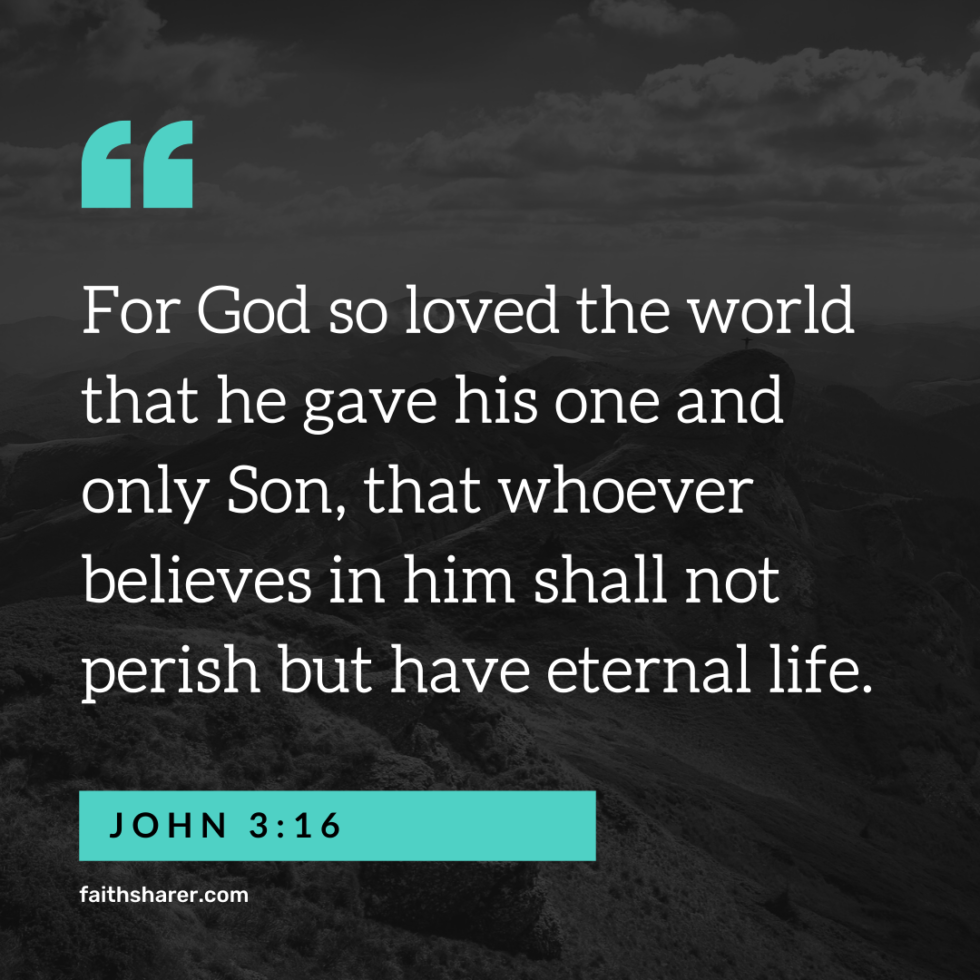 “
For God so loved the world
that he gave his one and
only Son, that whoever
believes in him shall not
perish but have eternal life.
JOHN 3:16
faithsharer.com